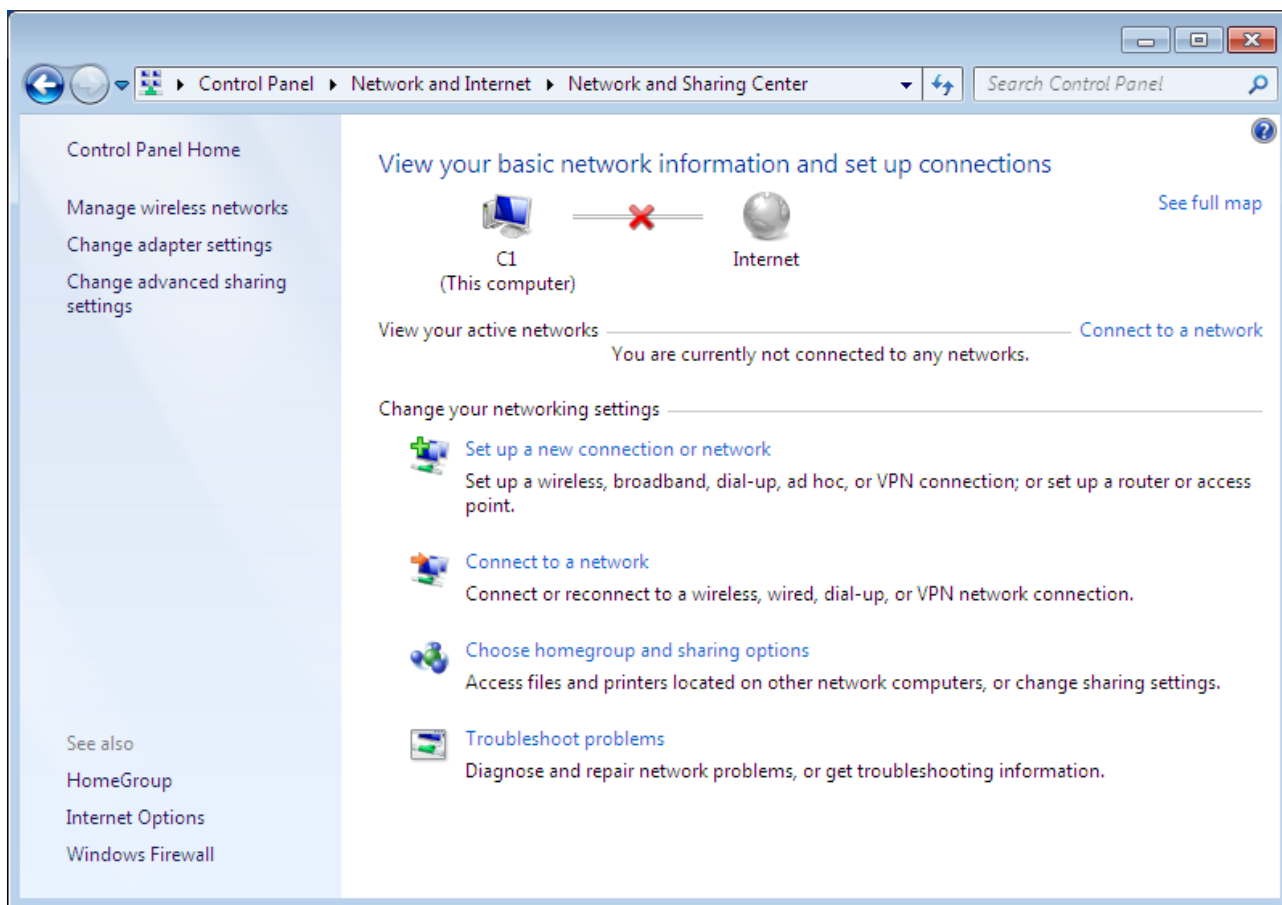 Control Panel
Network and Internet
Network and Sharing Center
Search Control Panel
Control Panel Home
Manage wireless networks
Change adapter settings
Change advanced sharing
settings
See also
HomeGroup
Internet Options
Windows Firewall
View your basic network information and set up connections
See full map
C1
(This computer)
Internet
View your active networks
Connect to a network
You are currently not connected to any networks.
Change your networking settings
Set up a new connection or network
Set up a wireless, broadband, dial-up, ad hoc, or VPN connection; or set up a router or access
point.
Connect to a network
Connect or reconnect to a wireless, wired, dial-up, or VPN network connection.
Choose homegroup and sharing options
Access files and printers located on other network computers, or change sharing settings.
Troubleshoot problems
Diagnose and repair network problems, or get troubleshooting information.